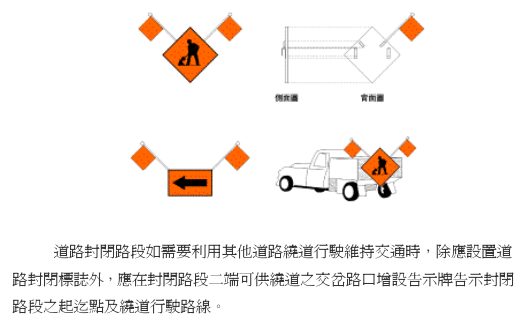 側面圖 背面圖
道路封閉路段如需要利用其他道路繞道行駛維持交通時，除應設置道
路封閉標誌外，應在封閉路段二端可供繞道之交岔路口增設告示牌告示封閉
路段之起迄點及繞道行駛路線。